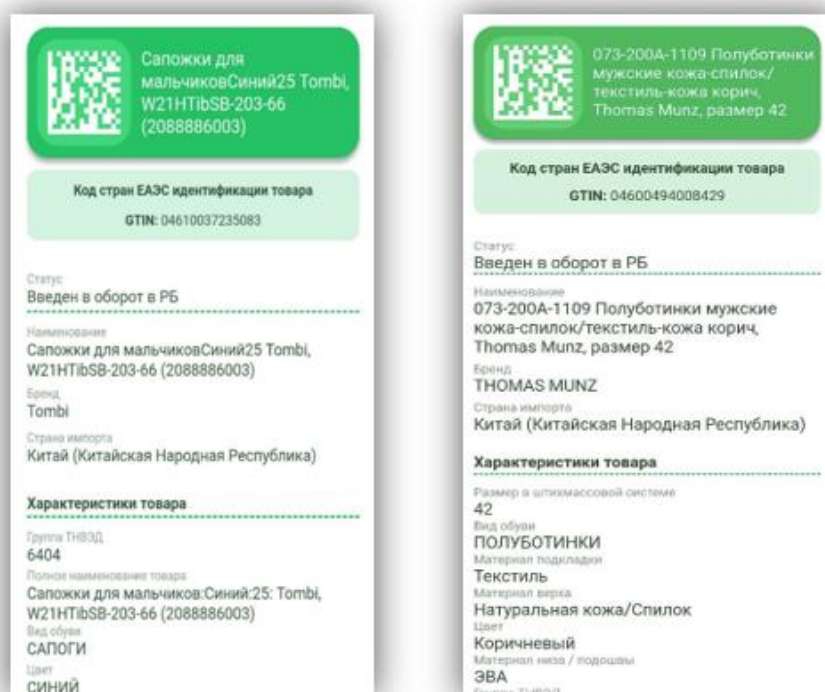 Сапожки для
мальчиковСиний25 Tombi,
W21HTibSB-203-66
(2088886003)
Код стран ЕАЭС идентификации товара
GTIN: 04610037235083
Статус
Введен в оборот в РБ
Наименование
Сапожки для мальчиковСиний25 Tombi,
W21HTibSB-203-66 (2088886003)
Бренд
Tombi
Страна импорта
Китай (Китайская Народная Республика)
Характеристики товара
Группа ТНВЭД
6404
Полное наименование товара
Сапожки для мальчиков:Синий:25: Tombi,
W21HTibSB-203-66 (2088886003)
Вид обуви
САПОГИ
Цвет
СИНИЙ
073-200A-1109 Полуботинки
мужские кожа-спилок/
текстиль-кожа корич,
Thomas Munz, размер 42
Код стран ЕАЭС идентификации товара
GTIN: 04600494008429
Статус
Введен в оборот в РБ
Наименование
073-200A-1109 Полуботинки мужские
кожа-спилок/текстиль-кожа корич,
Thomas Munz, размер 42
Бренд
THOMAS MUNZ
Страна импорта
Китай (Китайская Народная Республика)
Характеристики товара
Размер в штихмассовой системе
42
Вид обуви
ПОЛУБОТИНКИ
Материал подкладки
Текстиль
Материал верха
Натуральная кожа/Спилок
Цвет
Коричневый
Материал низа / подошвы
ЭВА
Группа ТНВЭД